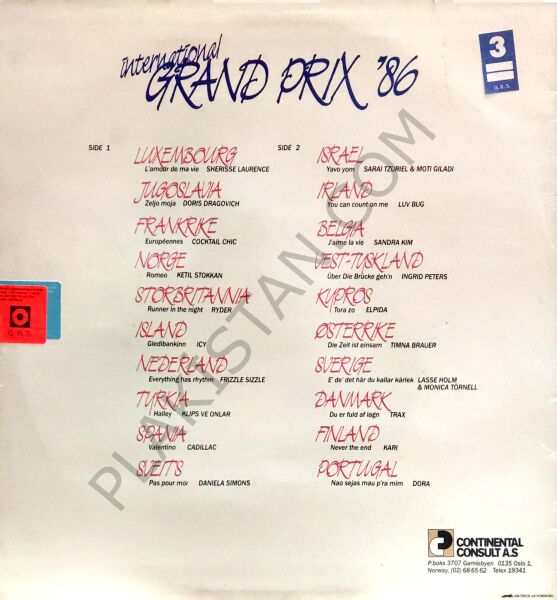 international
GRAND PRIX '86
3
G.R.S.
SIDE 1
LUXEMBOURG
L'amour de ma vie SHERISSE LAURENCE
JUGOSLAVIA
Zeljo moja DORIS DRAGOVICH
FRANKRIKE
Européennes COCKTAIL CHIC
NORGE
Romeo KETIL STOKKAN
STORBRITANNIA
Runner in the night RYDER
ISLAND
Gledibankinn ICY
NEDERLAND
Everything has rhythm FRIZZLE SIZZLE
TYRKIA
Halley KLIPS VE ONLAR
SPANIA
Valentino CADILLAC
SVEITS
Pas pour moi DANIELA SIMONS
SIDE 2
ISRAEL
Yavo yom SARAI TZURIEL & MOTI GILADI
IRLAND
You can count on me LUV BUG
BELGIA
J'aime la vie SANDRA KIM
VEST-TYSKLAND
Über Die Brücke geh'n INGRID PETERS
KYPROS
Tora zo ELPIDA
ØSTERRIKE
Die Zeit ist einsam TIMNA BRAUER
SVERIGE
E' de' det här du kallar kärlek LASSE HOLM
& MONICA TÖRNELL
DANMARK
Du er fuld af løgn TRAX
FINLAND
Never the end KARI
PORTUGAL
Nao sejas mau p'ra mim DORA
G.R.S.
PLAKISTAN.COM
CONTINENTAL
CONSULT A.S
P.boks 3707 Gamlebyen 0135 Oslo 1,
Norway, (02) 68 65 62 Telex 19341